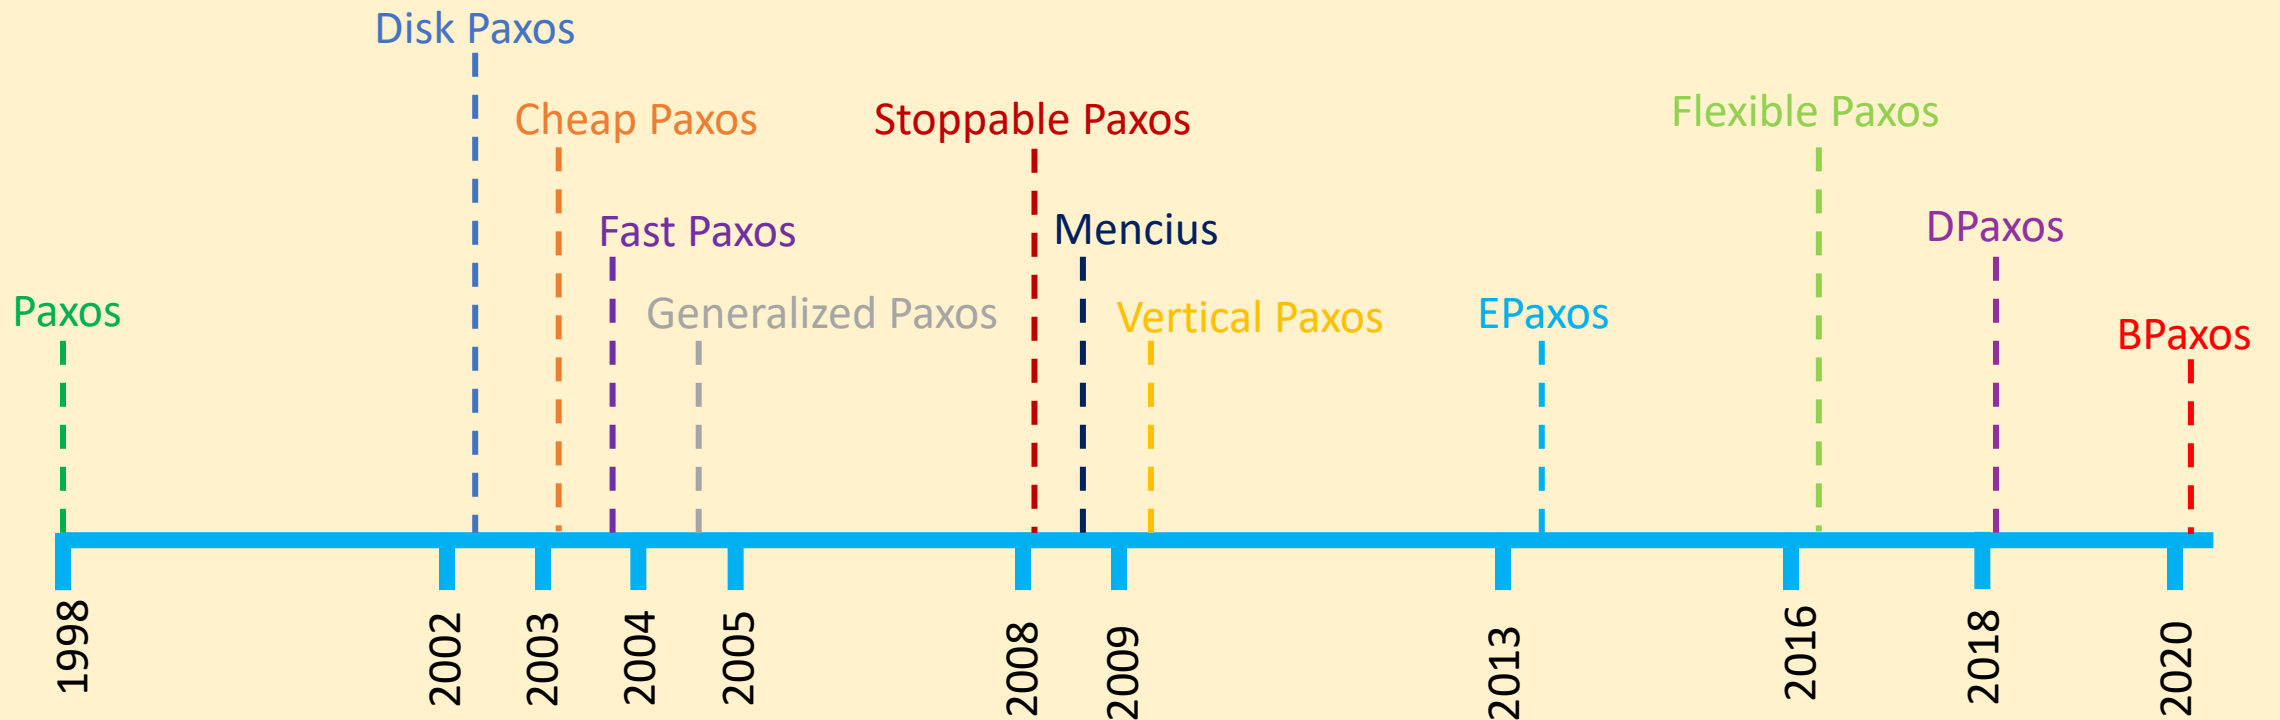 Disk Paxos
Cheap Paxos
Stoppable Paxos
Flexible Paxos
Fast Paxos
Mencius
DPaxos
Paxos
Generalized Paxos
Vertical Paxos
EPaxos
BPaxos
1998
2002
2003
2004
2005
2008
2009
2013
2016
2018
2020